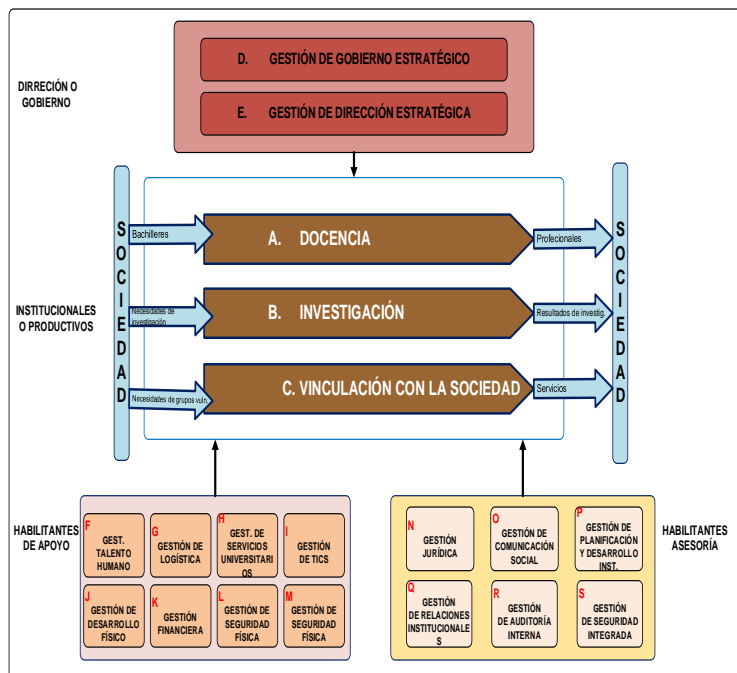 D. GESTIÓN DE GOBIERNO ESTRATÉGICO
DIRRECIÓN O
GOBIERNO
E. GESTIÓN DE DIRECCIÓN ESTRATÉGICA
SOCIEDAD
Bachilleres
A. DOCENCIA
Profecionales
SOCIEDAD
INSTITUCIONALES
O PRODUCTIVOS
Necesidades de
investigación
B. INVESTIGACIÓN
Resultados de investig.
Necesidades de grupos vuln.
C. VINCULACIÓN CON LA SOCIEDAD
Servicios
HABILITANTES
DE APOYO
F
GEST.
TALENTO
HUMANO
G
GESTIÓN DE
LOGÍSTICA
H
GEST. DE
SERVICIOS
UNIVERSITARI
OS
I
GESTIÓN
DE TICS
J
GESTIÓN DE
DESARROLLO
FÍSICO
K
GESTIÓN
FINANCIERA
L
GESTIÓN DE
SEGURIDAD
FÍSICA
M
GESTIÓN DE
SEGURIDAD
FÍSICA
N
GESTIÓN
JURÍDICA
O
GESTIÓN DE
COMUNICACIÓN
SOCIAL
P
GESTIÓN DE
PLANIFICACIÓN
Y DESARROLLO
INST.
HABILITANTES
ASESORÍA
Q
GESTIÓN
DE RELACIONES
INSTITUCIONALE
S
R
GESTIÓN
DE AUDITORÍA
INTERNA
S
GESTIÓN
DE SEGURIDAD
INTEGRADA